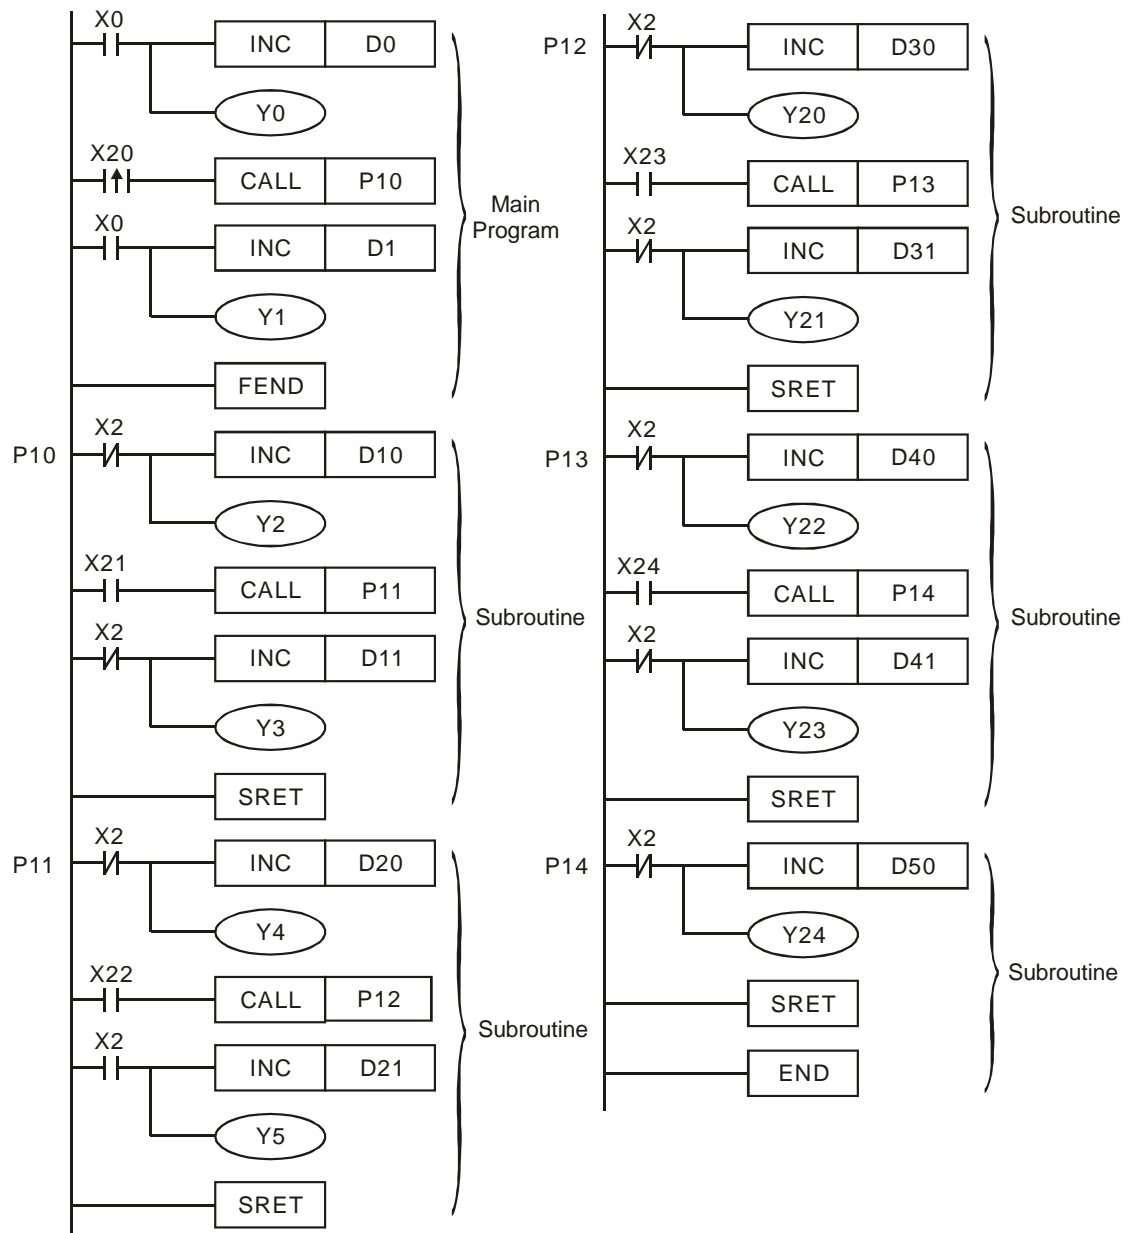 X0
INC D0
Y0
X20
CALL P10
X0
INC D1
Y1
FEND
Main
Program
P10
X2
INC D10
Y2
X21
CALL P11
X2
INC D11
Y3
SRET
Subroutine
P11
X2
INC D20
Y4
X22
CALL P12
X2
INC D21
Y5
SRET
Subroutine
P12
X2
INC D30
Y20
X23
CALL P13
X2
INC D31
Y21
SRET
Subroutine
P13
X2
INC D40
Y22
X24
CALL P14
X2
INC D41
Y23
SRET
Subroutine
P14
X2
INC D50
Y24
SRET
END
Subroutine